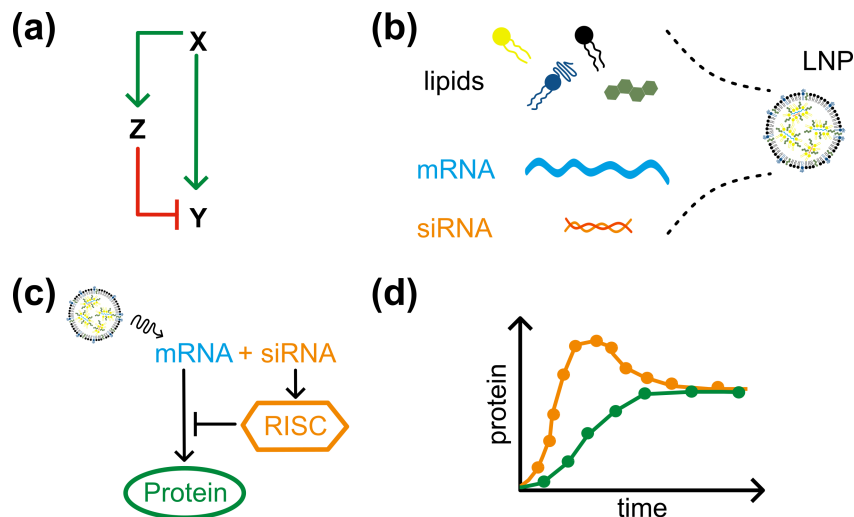 (a)
X
Z
Y
(b)
LNP
lipids
mRNA
siRNA
(c)
mRNA + siRNA
RISC
Protein
(d)
protein
time